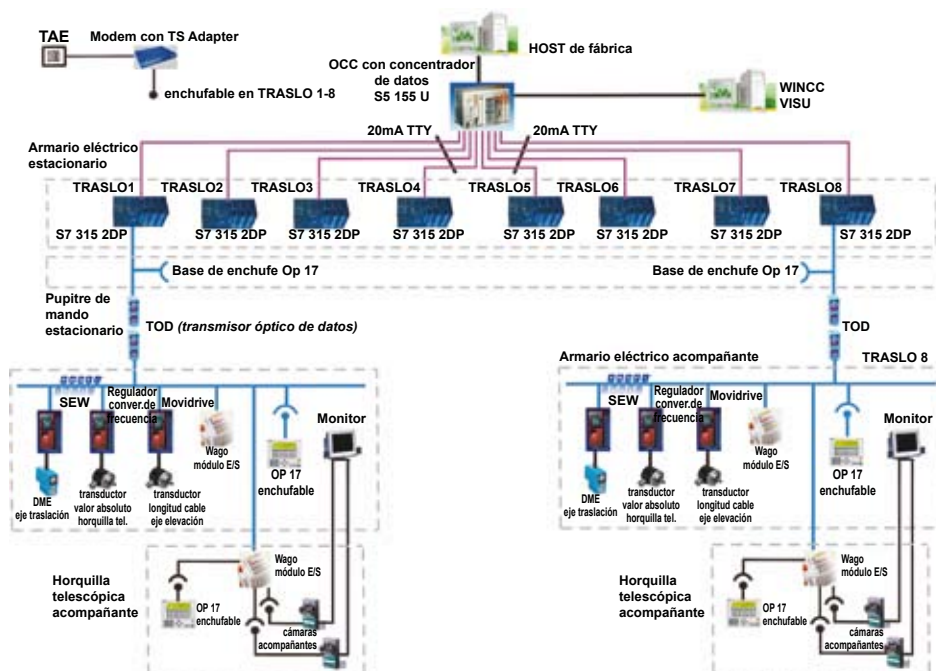 TAE
Modem con TS Adapter
enchufable en TRASLO 1-8
HOST de fábrica
OCC con concentrador
de datos
S5 155 U
WINCC
VISU
20mA TTY
20mA TTY
Armario eléctrico
estacionario
TRASLO1
TRASLO2
TRASLO3
TRASLO4
TRASLO5
TRASLO6
TRASLO7
TRASLO8
S7 315 2DP
S7 315 2DP
S7 315 2DP
S7 315 2DP
S7 315 2DP
S7 315 2DP
S7 315 2DP
S7 315 2DP
Base de enchufe Op 17
Base de enchufe Op 17
Pupitre de
mando
estacionario
TOD (transmisor óptico de datos)
TOD
Armario eléctrico acompañante
TRASLO 8
SEW
Regulador
conver.de
frecuencia
Movidrive
Monitor
Wago
módulo E/S
OP 17
enchufable
DME
eje traslación
transductor
valor absoluto
horquilla tel.
transductor
longitud cable
eje elevación
SEW
Regulador
conver.de
frecuencia
Movidrive
Monitor
Wago
módulo E/S
OP 17
enchufable
DME
eje traslación
transductor
valor absoluto
horquilla tel.
transductor
longitud cable
eje elevación
Horquilla
telescópica
acompañante
Wago
módulo E/S
OP 17
enchufable
cámaras
acompañantes
Horquilla
telescópica
acompañante
Wago
módulo E/S
OP 17
enchufable
cámaras
acompañantes